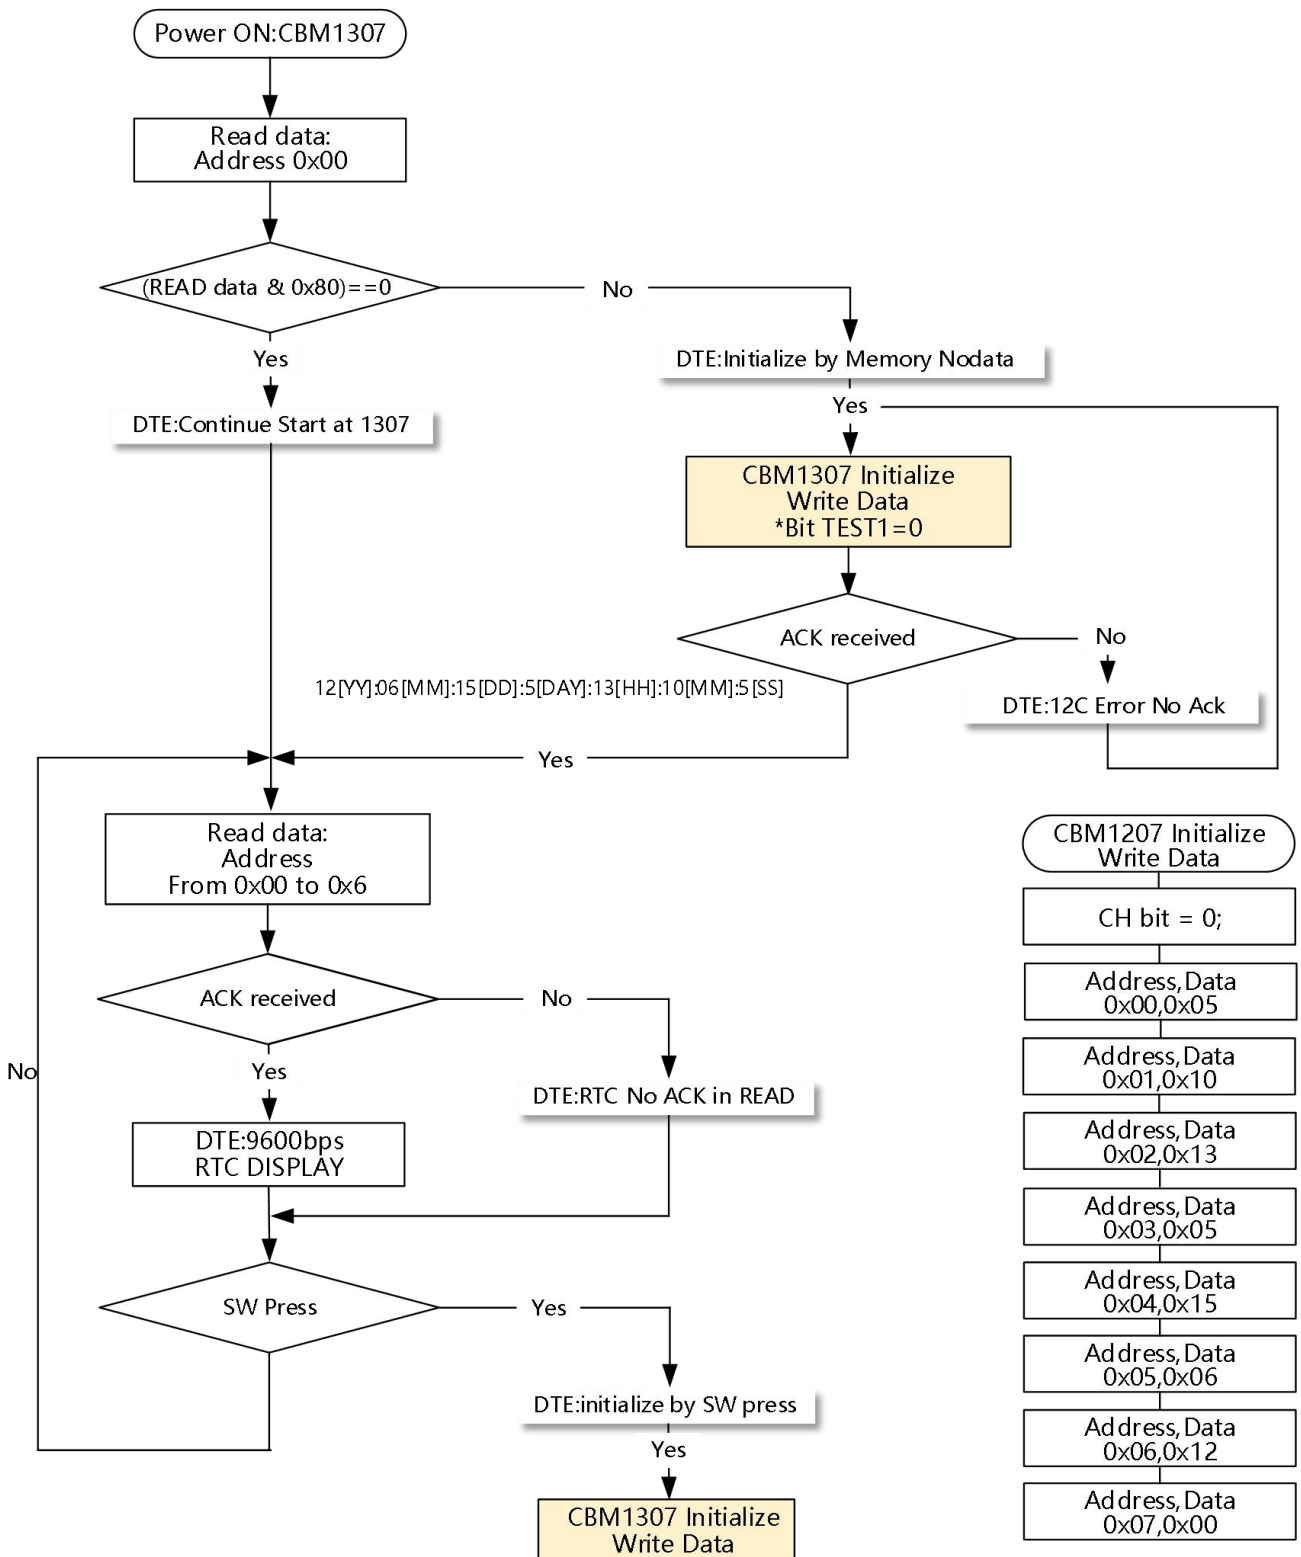 Power ON:CBM1307
Read data:
Address 0x00
(READ data & 0x80)==0
No
Yes
DTE:Initialize by Memory Nodata
Yes
DTE:Continue Start at 1307
CBM1307 Initialize
Write Data
*Bit TEST1=0
ACK received
No
12[YY]:06[MM]:15[DD]:5[DAY]:13[HH]:10[MM]:5[SS]
DTE:12C Error No Ack
Yes
Read data:
Address
From 0x00 to 0x6
ACK received
No
Yes
No
DTE:RTC No ACK in READ
DTE:9600bps
RTC DISPLAY
SW Press
Yes
DTE:initialize by SW press
Yes
CBM1307 Initialize
Write Data
CBM1207 Initialize
Write Data
CH bit = 0;
Address,Data
0x00,0x05
Address,Data
0x01,0x10
Address,Data
0x02,0x13
Address,Data
0x03,0x05
Address,Data
0x04,0x15
Address,Data
0x05,0x06
Address,Data
0x06,0x12
Address,Data
0x07,0x00